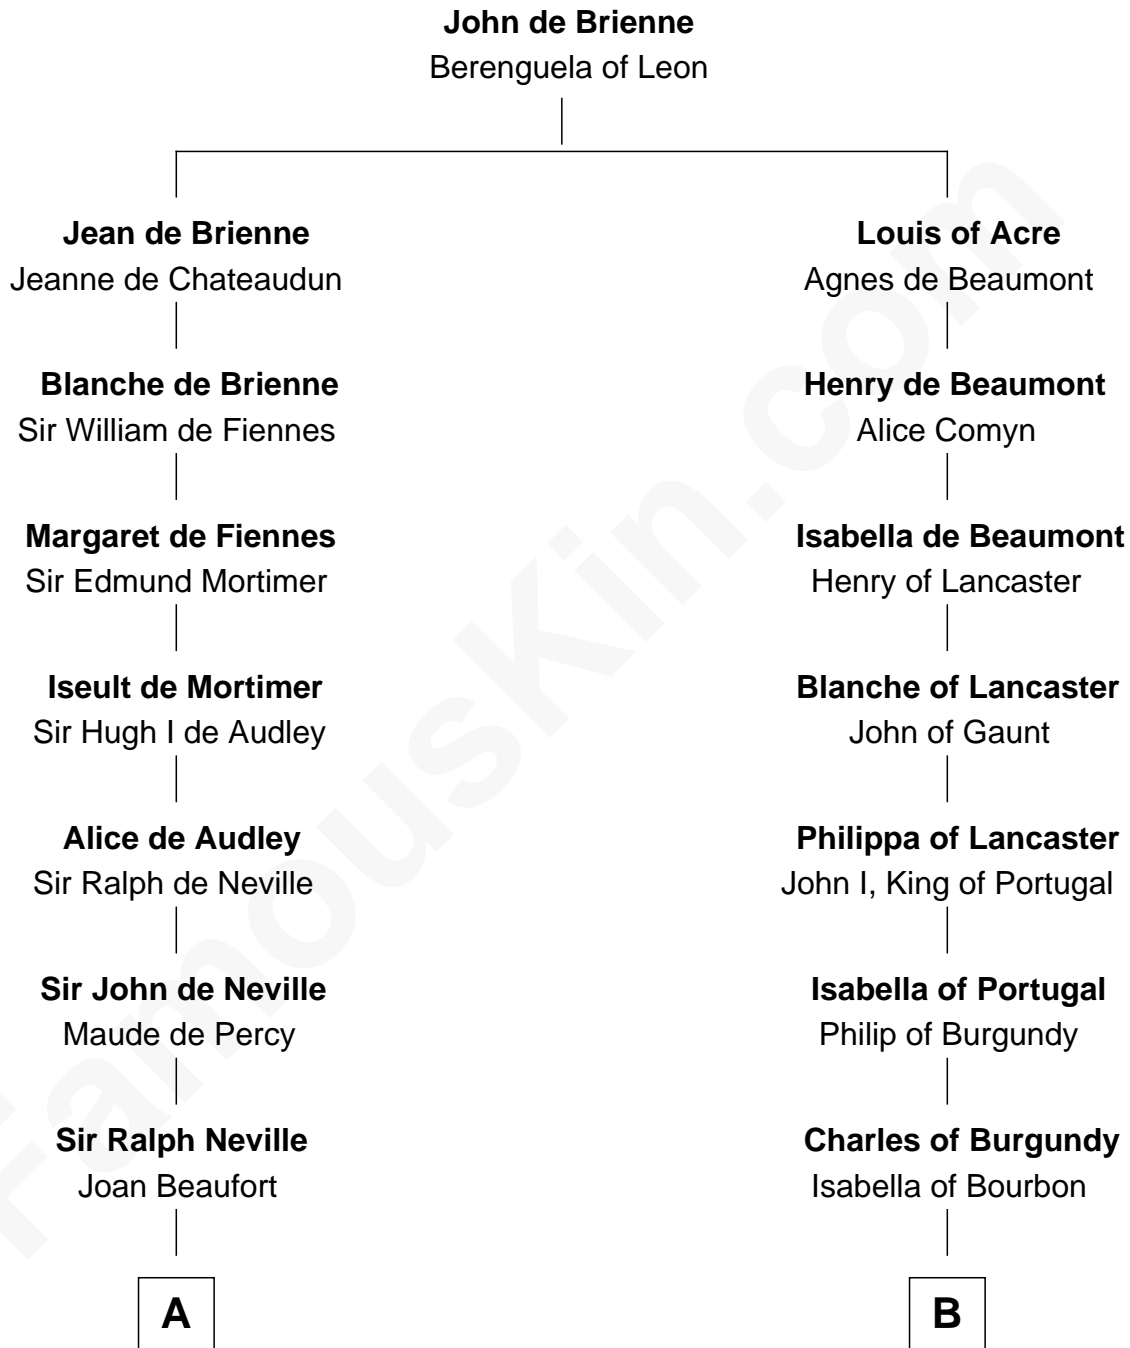 John de Brienne
Berenguela of Leon
Jean de Brienne
Jeanne de Chateaudun
Louis of Acre
Agnes de Beaumont
Blanche de Brienne
Sir William de Fiennes
Henry de Beaumont
Alice Comyn
Margaret de Fiennes
Sir Edmund Mortimer
Isabella de Beaumont
Henry of Lancaster
Iseult de Mortimer
Sir Hugh I de Audley
Blanche of Lancaster
John of Gaunt
Alice de Audley
Sir Ralph de Neville
Philippa of Lancaster
John I, King of Portugal
Sir John de Neville
Maude de Percy
Isabella of Portugal
Philip of Burgundy
Sir Ralph Neville
Joan Beaufort
Charles of Burgundy
Isabella of Bourbon
A
B
FamousKin.com